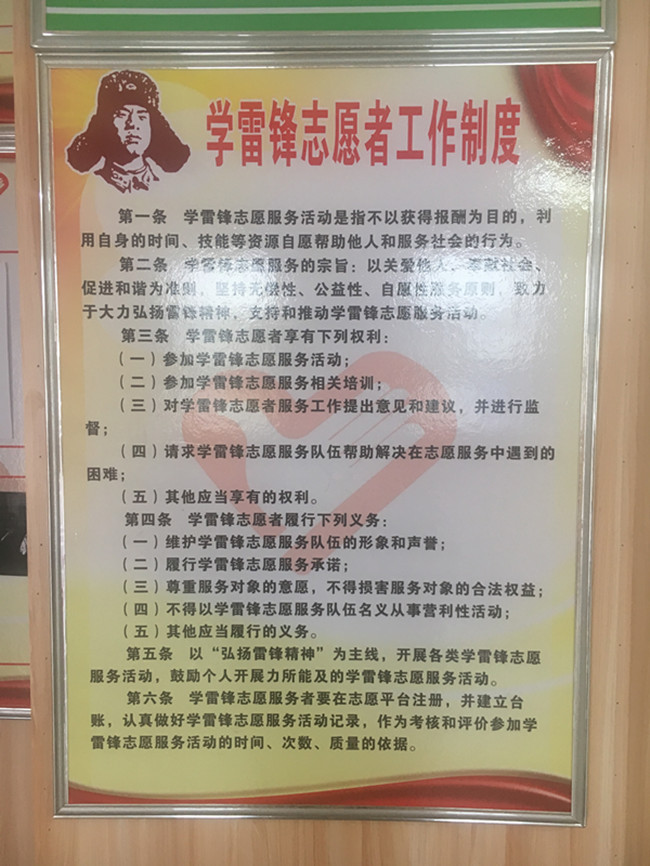 学雷锋志愿者工作制度
第一条 学雷锋志愿服务活动是指不以获得报酬为目的，利
用自身的时间、技能等资源自愿帮助他人和服务社会的行为。
第二条 学雷锋志愿服务的宗旨：以关爱他人、奉献社会、
促进和谐为准则，坚持无偿性、公益性、自愿性服务原则，致力
于大力弘扬雷锋精神，支持和推动学雷锋志愿服务活动。
第三条 学雷锋志愿者享有下列权利：
（一）参加学雷锋志愿服务活动；
（二）参加学雷锋志愿服务相关培训；
（三）对学雷锋志愿者服务工作提出意见和建议，并进行监
督；
（四）请求学雷锋志愿服务队伍帮助解决在志愿服务中遇到的
困难；
（五）其他应当享有的权利。
第四条 学雷锋志愿者履行下列义务：
（一）维护学雷锋志愿服务队伍的形象和声誉；
（二）履行学雷锋志愿服务承诺；
（三）尊重服务对象的意愿，不得损害服务对象的合法权益；
（四）不得以学雷锋志愿服务队伍名义从事营利性活动；
（五）其他应当履行的义务。
第五条 以“弘扬雷锋精神”为主线，开展各类学雷锋志愿
服务活动，鼓励个人开展力所能及的学雷锋志愿服务活动。
第六条 学雷锋志愿服务者要在志愿平台注册，并建立台
账，认真做好学雷锋志愿服务活动记录，作为考核和评价参加学
雷锋志愿服务活动的时间、次数、质量的依据。